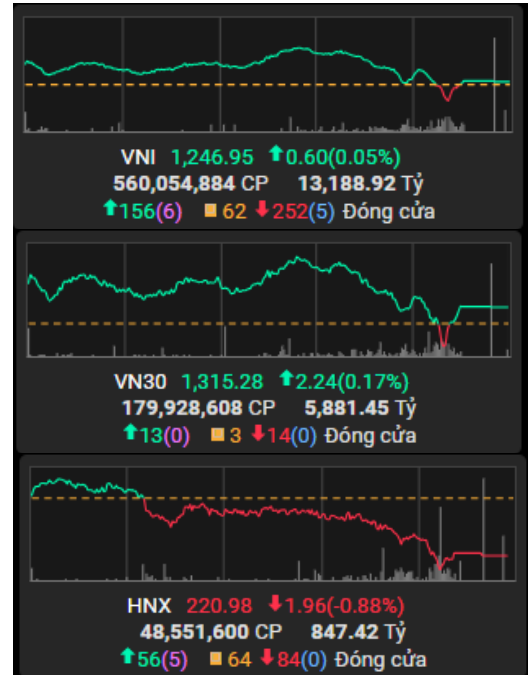 VNI 1,246.95 ⬆0.60(0.05%)
560,054,884 CP 13,188.92 Tỷ
⬆156(6) ■ 62 ⬇252(5) Đóng cửa
VN30 1,315.28 ⬆2.24(0.17%)
179,928,608 CP 5,881.45 Tỷ
⬆13(0) ■ 3 ⬇14(0) Đóng cửa
HNX 220.98 ⬇1.96(-0.88%)
48,551,600 CP 847.42 Tỷ
⬆56(5) ■ 64 ⬇84(0) Đóng cửa